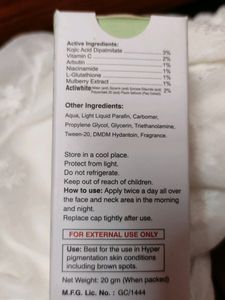 Active Ingredients:
Kojic Acid Dipalmitate 3%
Vitamin C 2%
Arbutin 1%
Niacinamide 1%
L-Glutathione 1%
Mulberry Extract 1%
Actiwhite 2%
Other Ingredients:
Aqua, Light Liquid Parafin, Carbomer,
Propylene Glycol, Glycerin, Triethanolamine,
Tween-20, DMDM Hydantoin, Fragrance.
Store in a cool place.
Protect from light.
Do not refrigerate.
Keep out of reach of children.
How to use: Apply twice a day all over
the face and neck area in the morning
and night.
Replace cap tightly after use.
FOR EXTERNAL USE ONLY
Use: Best for the use in Hyper
pigmentation skin conditions
including brown spots.
Net Weight: 20 gm (When packed)
M.F.G. Lic. No.: GC/1444